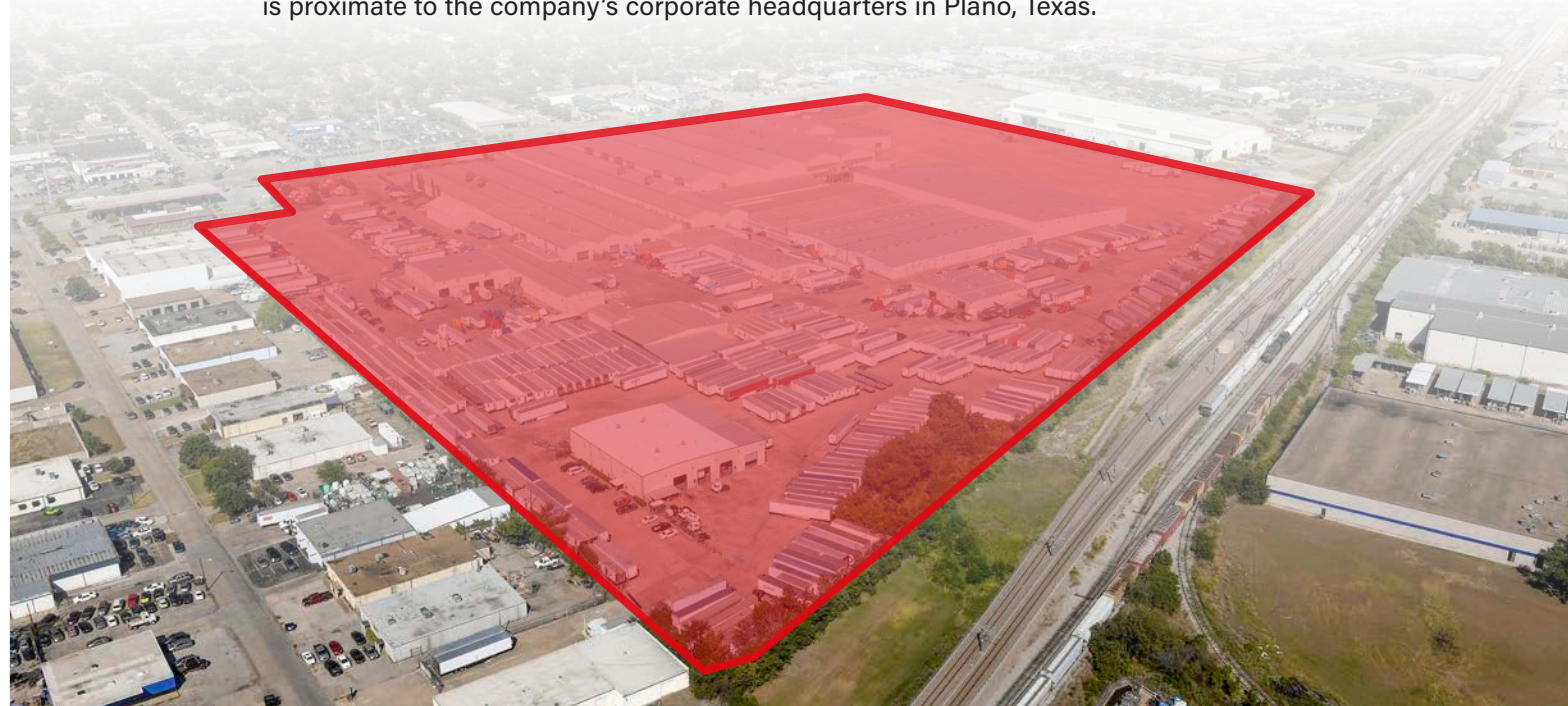 is proximate to the company’s corporate headquarters in Plano, Texas.